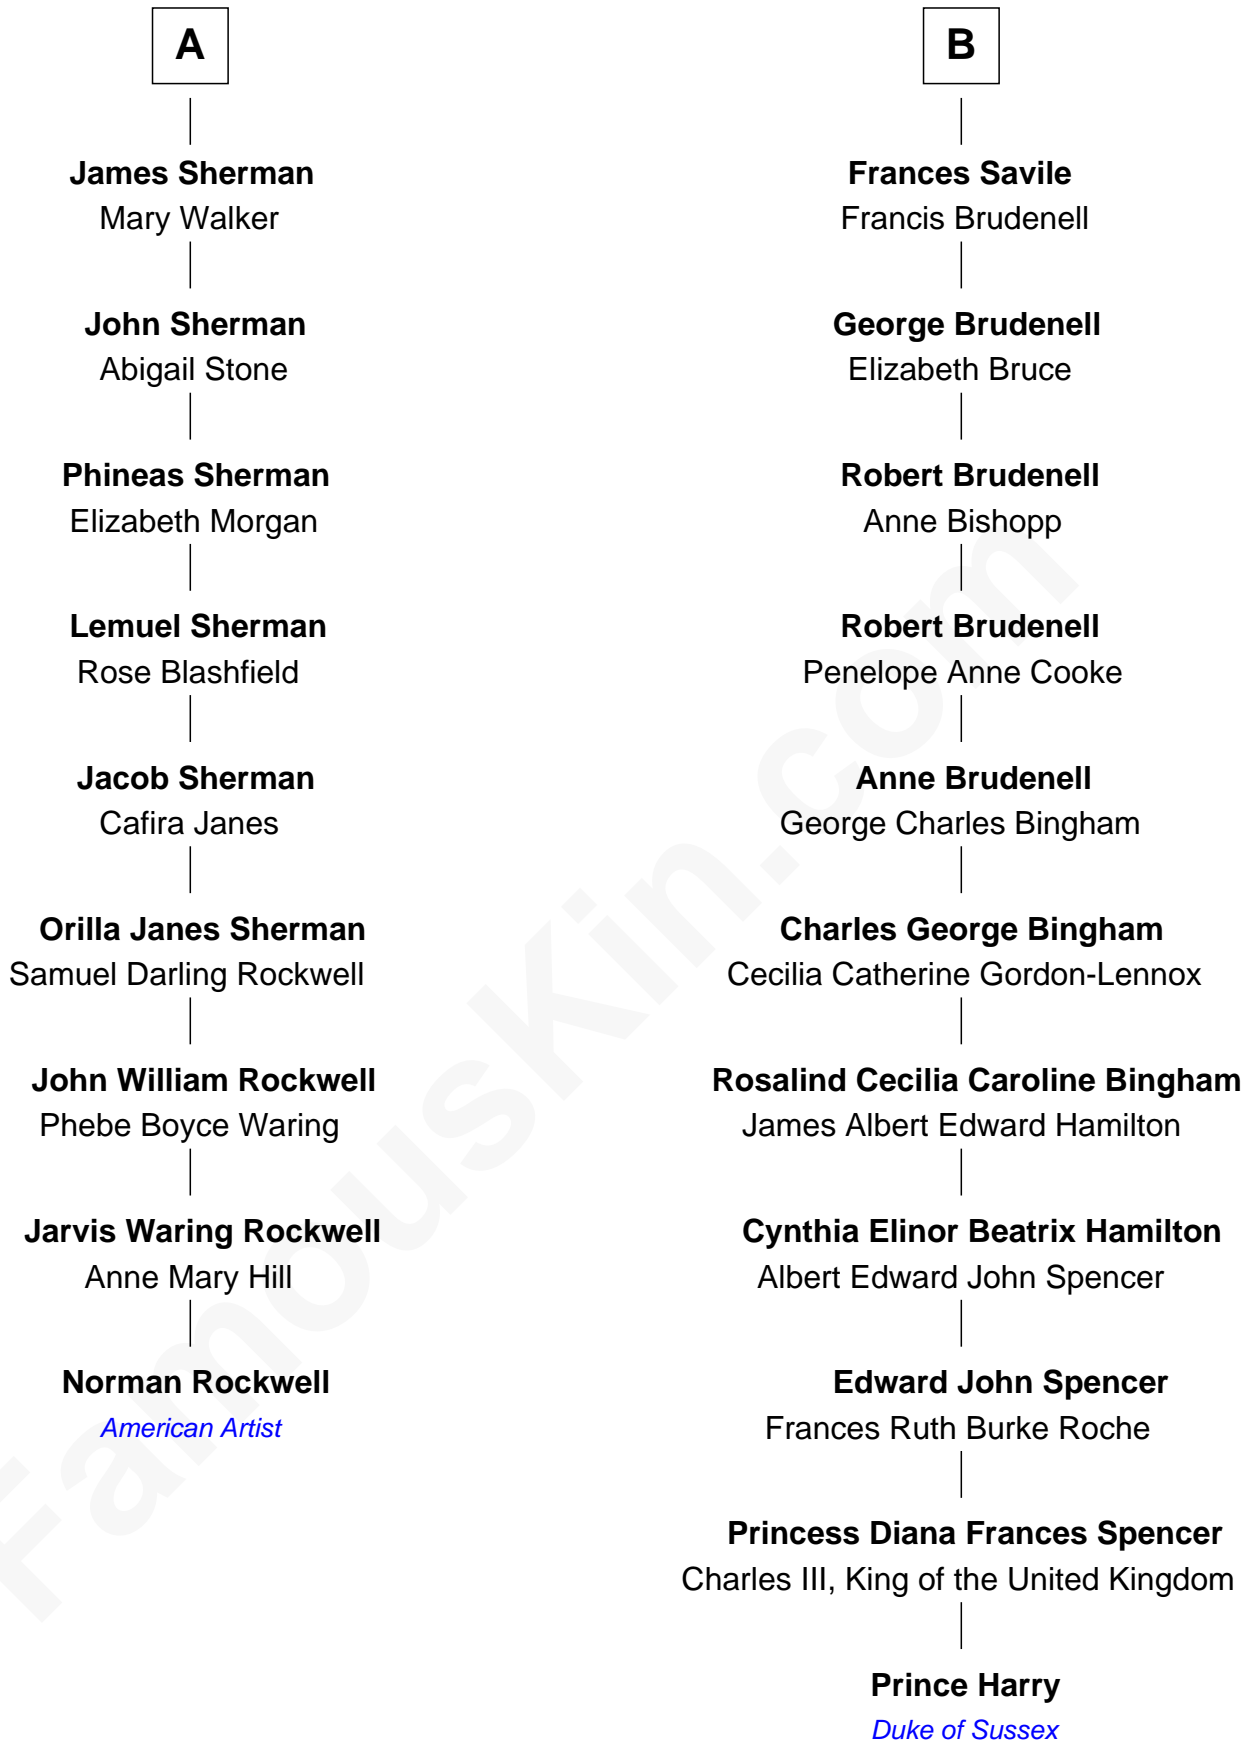 A
James Sherman
Mary Walker
John Sherman
Abigail Stone
Phineas Sherman
Elizabeth Morgan
Lemuel Sherman
Rose Blashfield
Jacob Sherman
Cafira Janes
Orilla Janes Sherman
Samuel Darling Rockwell
John William Rockwell
Phebe Boyce Waring
Jarvis Waring Rockwell
Anne Mary Hill
Norman Rockwell
American Artist
B
Frances Savile
Francis Brudenell
George Brudenell
Elizabeth Bruce
Robert Brudenell
Anne Bishopp
Robert Brudenell
Penelope Anne Cooke
Anne Brudenell
George Charles Bingham
Charles George Bingham
Cecilia Catherine Gordon-Lennox
Rosalind Cecilia Caroline Bingham
James Albert Edward Hamilton
Cynthia Elinor Beatrix Hamilton
Albert Edward John Spencer
Edward John Spencer
Frances Ruth Burke Roche
Princess Diana Frances Spencer
Charles III, King of the United Kingdom
Prince Harry
Duke of Sussex
FamousKin.com